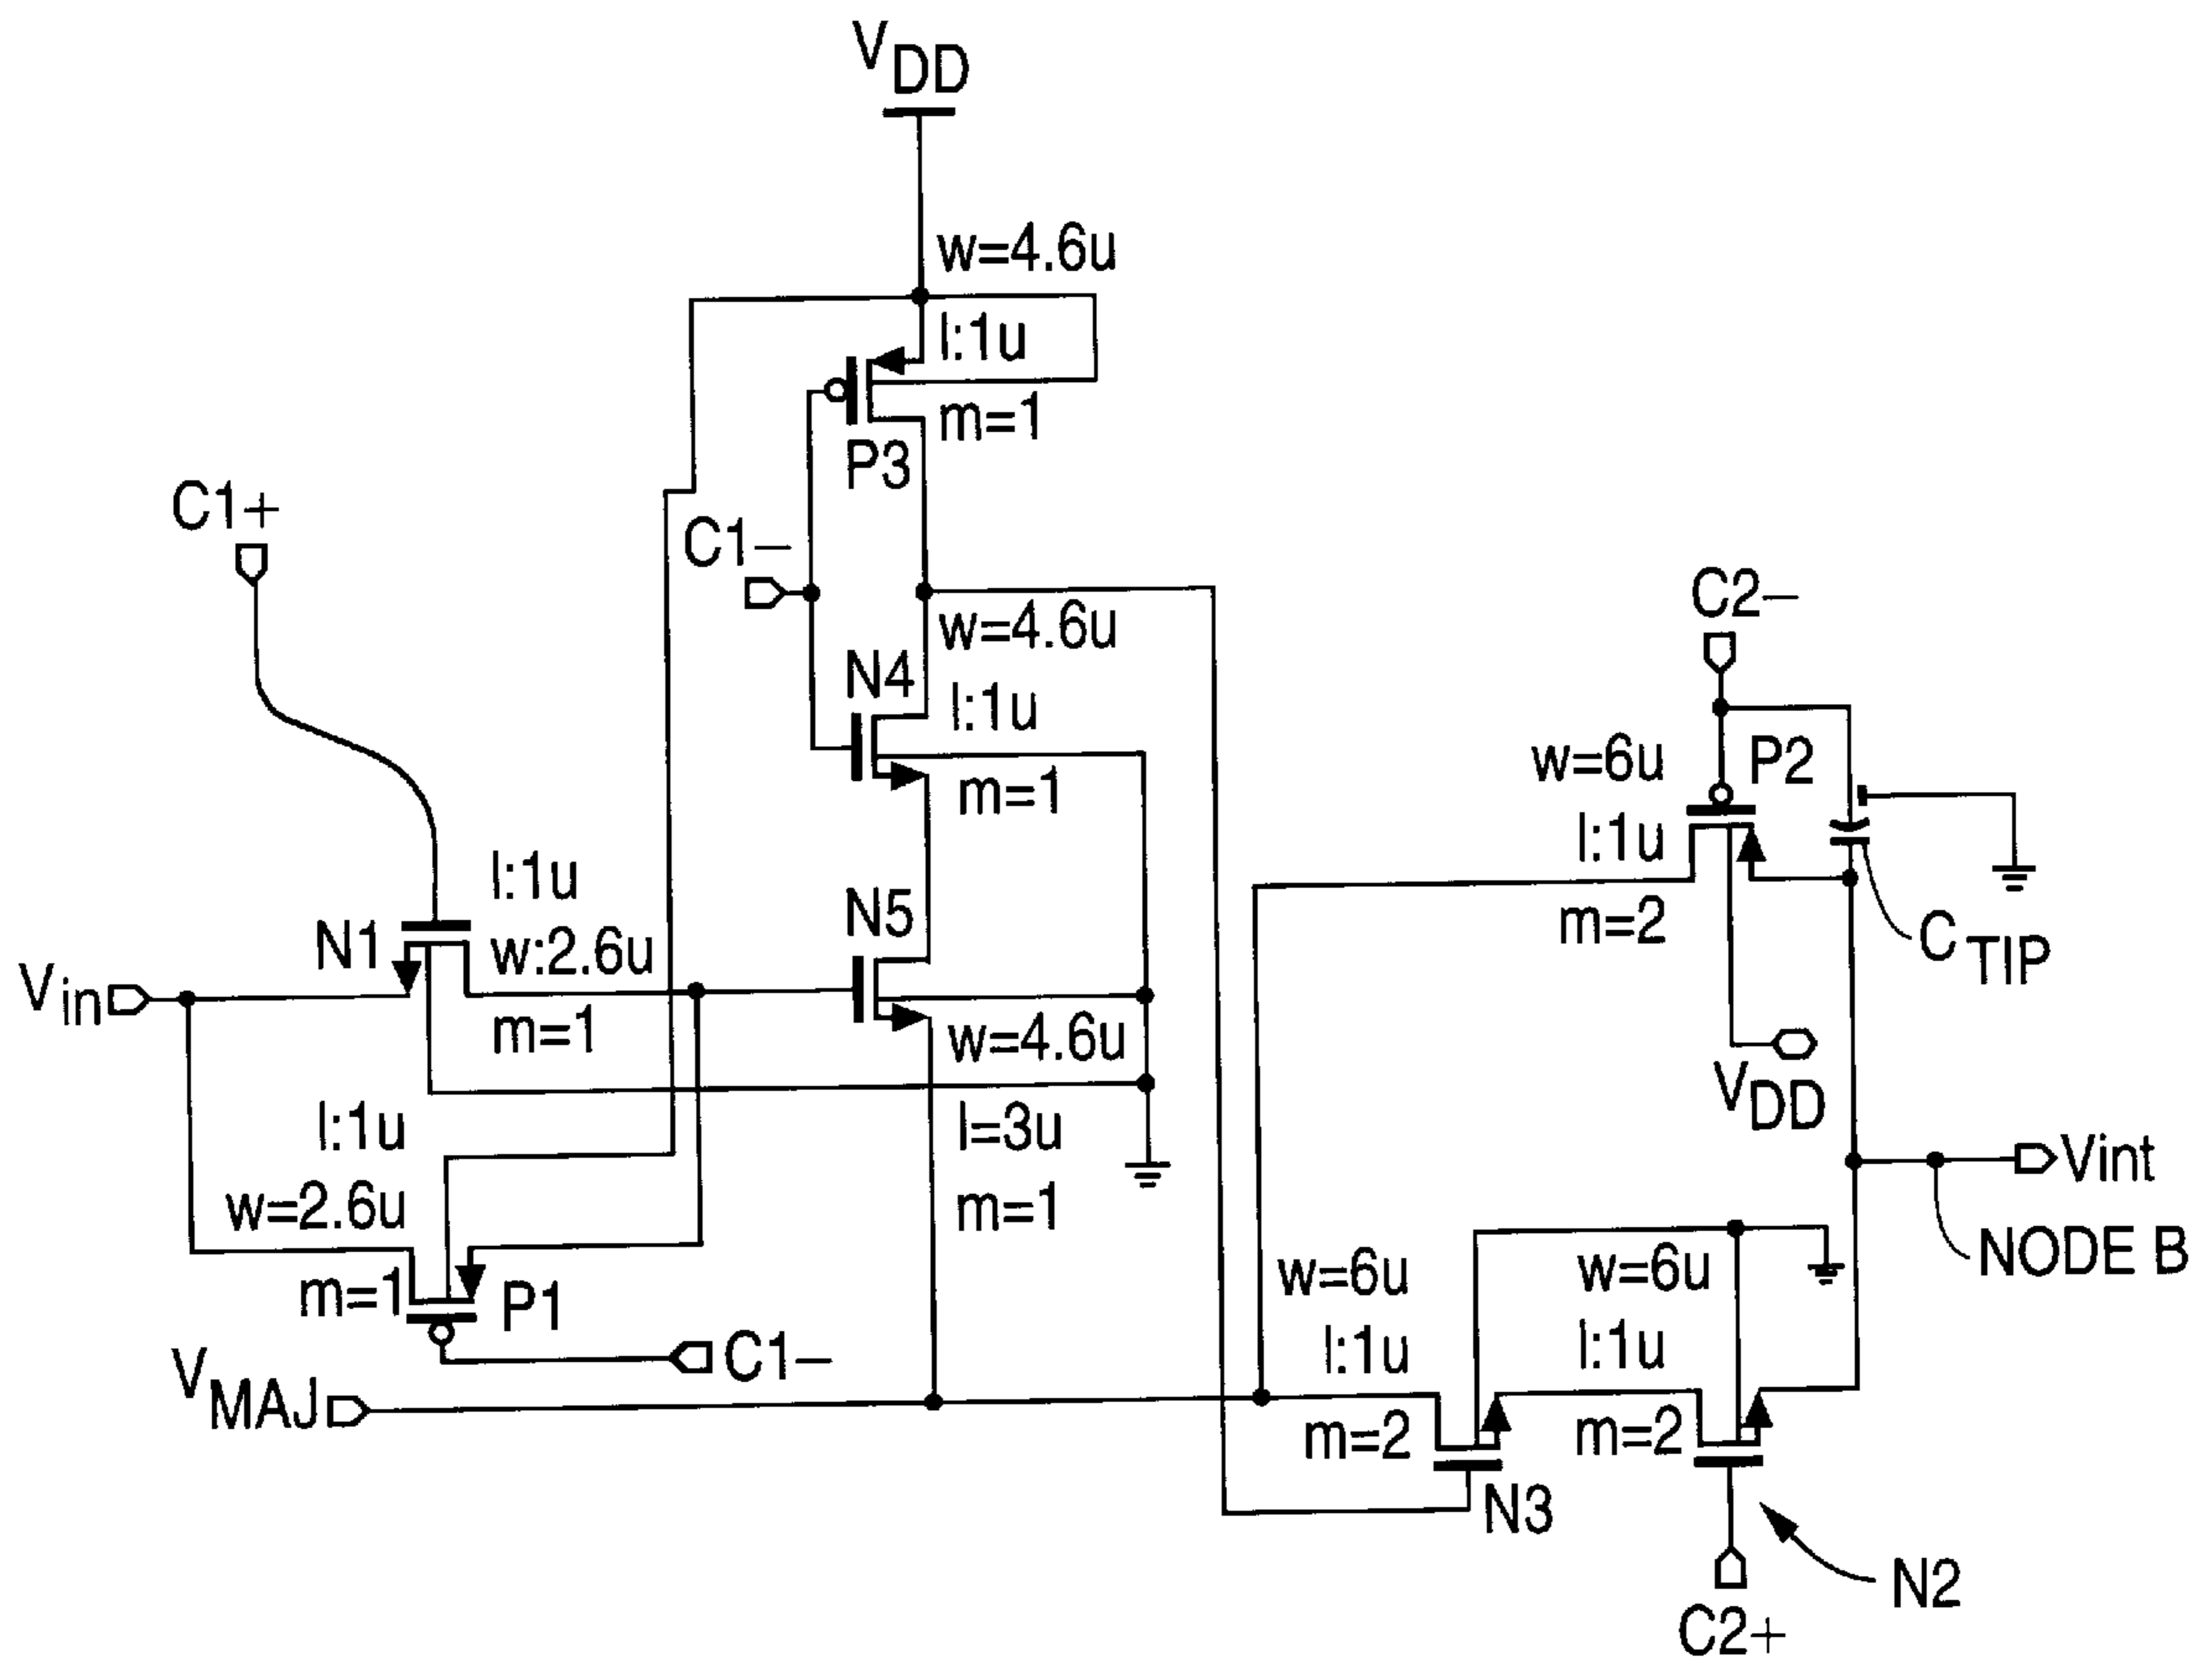 VDD
w=4.6u
l:1u
m=1
P3
C1+
C1−
w=4.6u
N4
l:1u
m=1
C2−
w=6u
P2
l:1u
m=2
CTIP
VDD
l:1u
N1
w:2.6u
m=1
Vin
N5
w=4.6u
l=3u
m=1
l:1u
w=2.6u
m=1
P1
C1−
VMAJ
Vint
NODE B
w=6u
l:1u
m=2
N3
w=6u
l:1u
m=2
N2
C2+